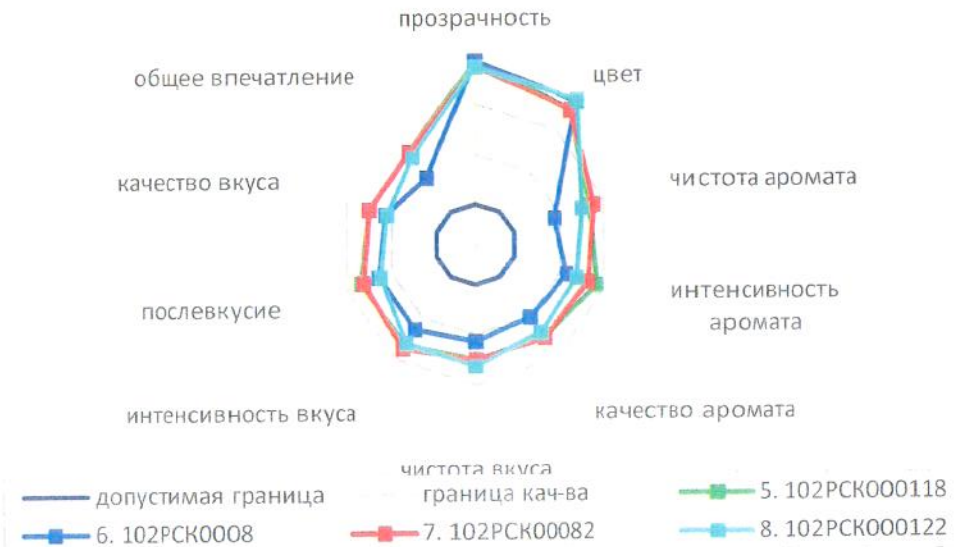 прозрачность
общее впечатление
цвет
качество вкуса
чистота аромата
послевкусие
интенсивность
аромата
интенсивность вкуса
качество аромата
чистота вкуса
допустимая граница
граница кач-ва
5. 102РСК000118
6. 102РСК0008
7. 102РСК00082
8. 102РСК000122